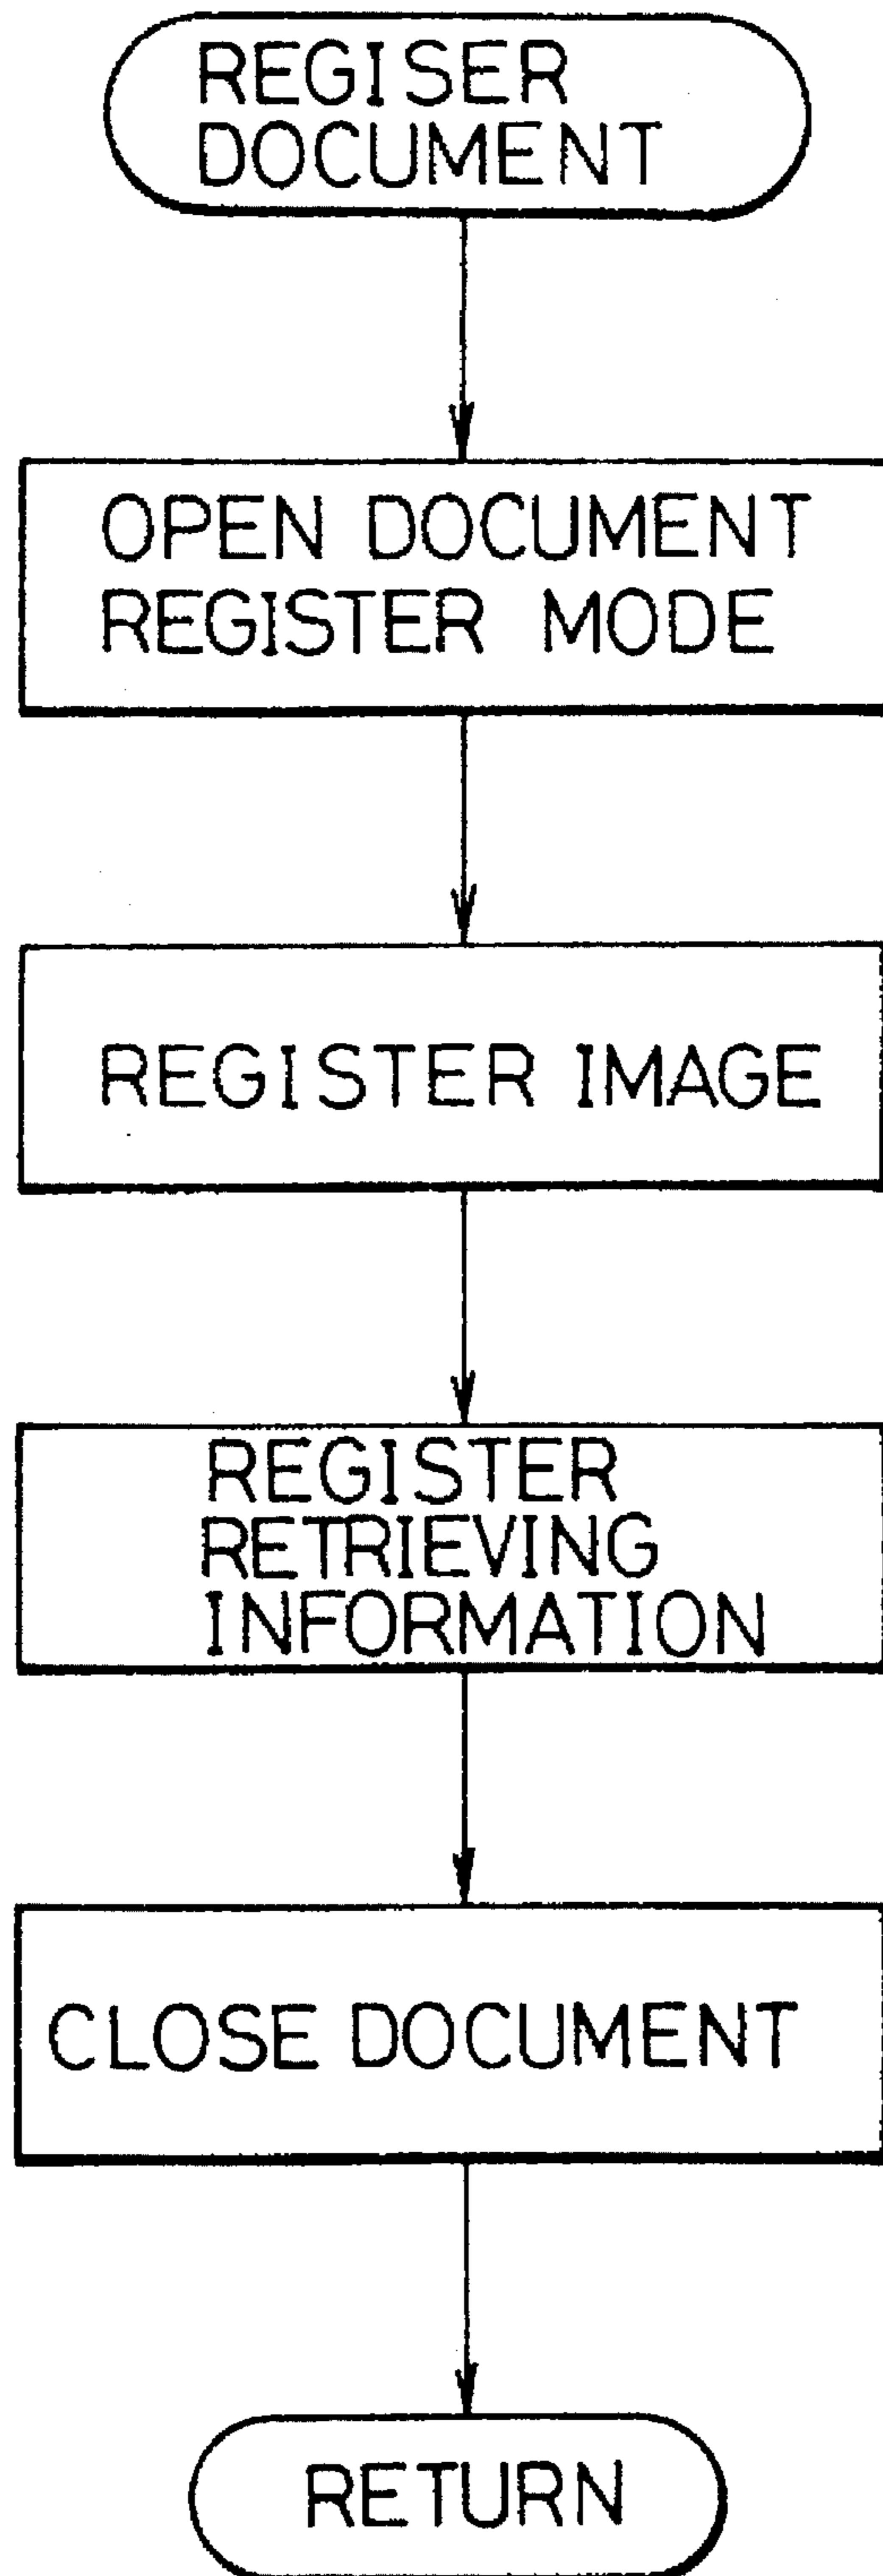 REGISER
DOCUMENT
OPEN DOCUMENT
REGISTER MODE
REGISTER IMAGE
REGISTER
RETRIEVING
INFORMATION
CLOSE DOCUMENT
RETURN